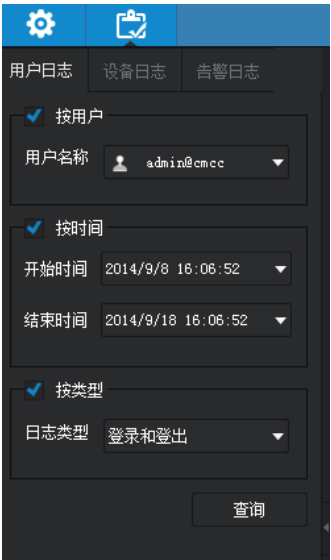 用户日志 设备日志 告警日志
按用户
用户名称 admin@cmcc
按时间
开始时间 2014/9/8 16:06:52
结束时间 2014/9/18 16:06:52
按类型
日志类型 登录和登出
查询